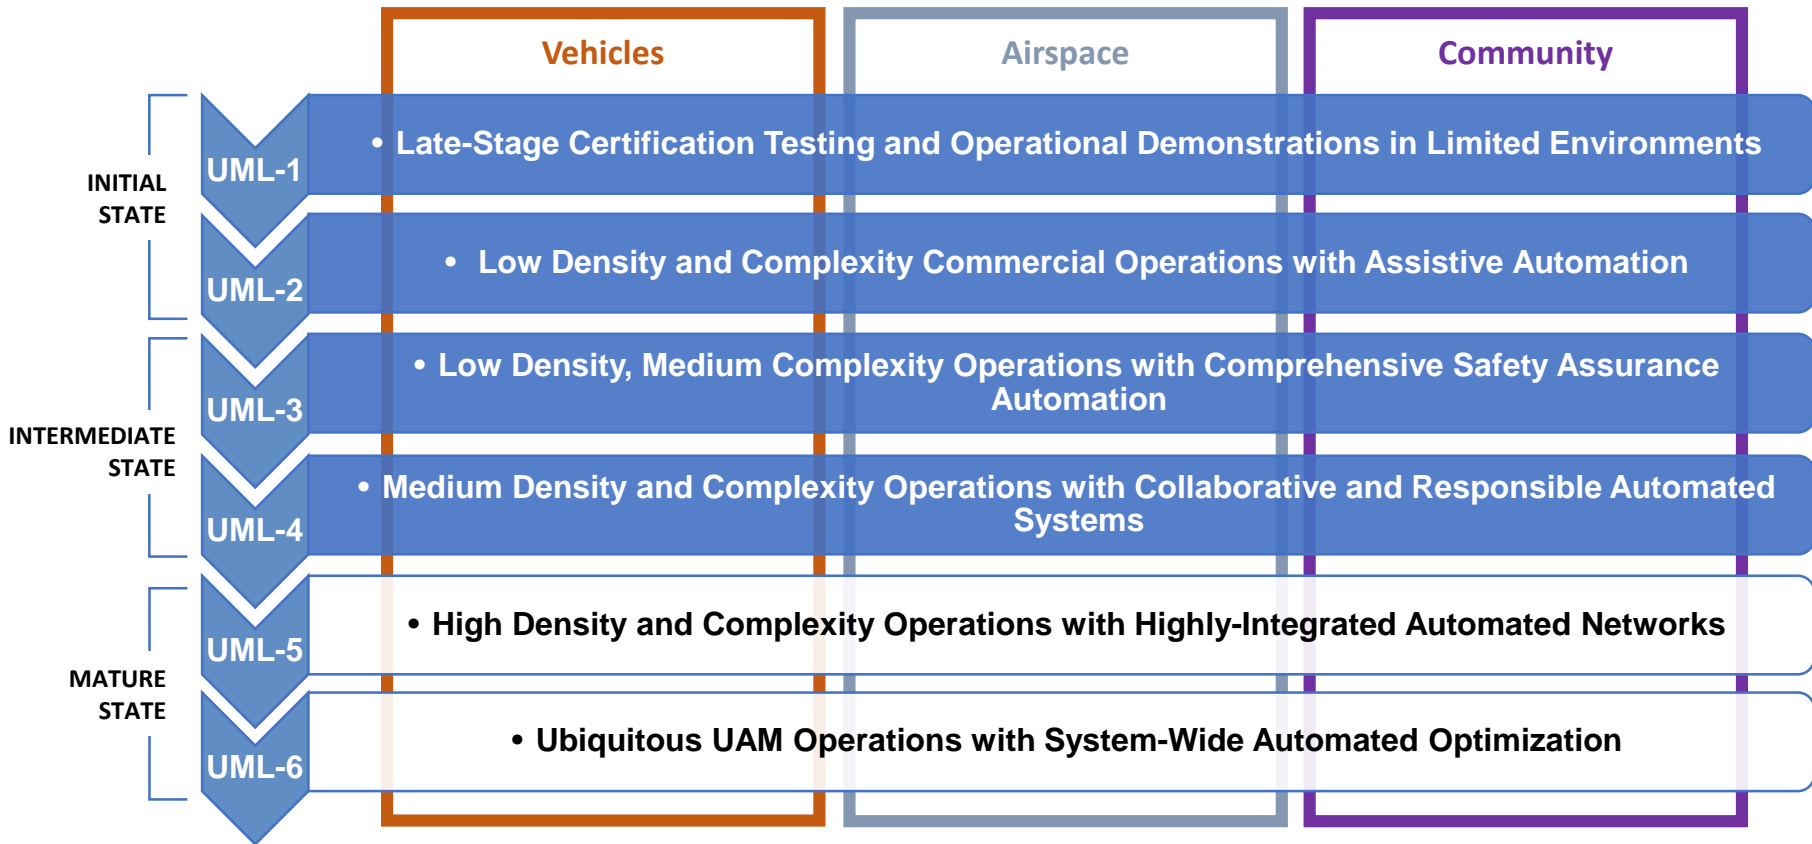 Vehicles
Airspace
Community
INITIAL
STATE
UML-1
• Late-Stage Certification Testing and Operational Demonstrations in Limited Environments
UML-2
• Low Density and Complexity Commercial Operations with Assistive Automation
INTERMEDIATE
STATE
UML-3
• Low Density, Medium Complexity Operations with Comprehensive Safety Assurance
Automation
UML-4
• Medium Density and Complexity Operations with Collaborative and Responsible Automated
Systems
MATURE
STATE
UML-5
• High Density and Complexity Operations with Highly-Integrated Automated Networks
UML-6
• Ubiquitous UAM Operations with System-Wide Automated Optimization